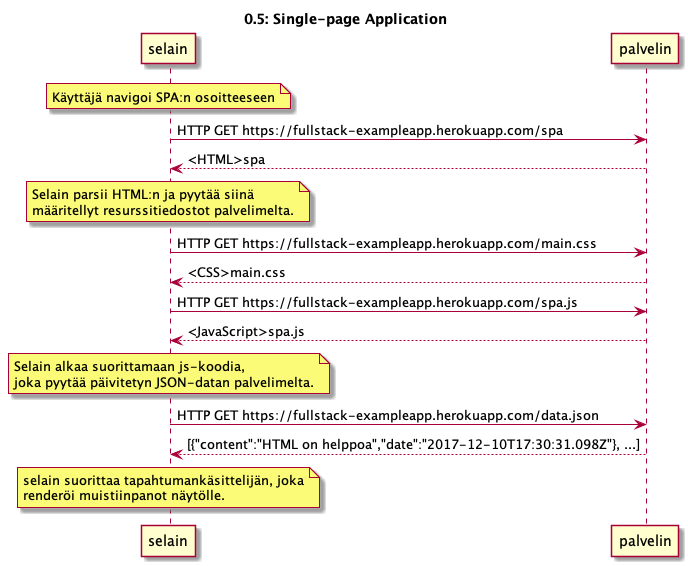 0.5: Single-page Application
selain
palvelin
Käyttäjä navigoi SPA:n osoitteeseen
HTTP GET https://fullstack-exampleapp.herokuapp.com/spa
<HTML>spa
Selain parsii HTML:n ja pyytää siinä
määritellyt resurssitiedostot palvelimelta.
HTTP GET https://fullstack-exampleapp.herokuapp.com/main.css
<CSS>main.css
HTTP GET https://fullstack-exampleapp.herokuapp.com/spa.js
<JavaScript>spa.js
Selain alkaa suorittamaan js-koodia,
joka pyytää päivitetyn JSON-datan palvelimelta.
HTTP GET https://fullstack-exampleapp.herokuapp.com/data.json
[{"content":"HTML on helppoa","date":"2017-12-10T17:30:31.098Z"}, ...]
selain suorittaa tapahtumankäsittelijän, joka
renderöi muistiinpanot näytölle.
selain
palvelin